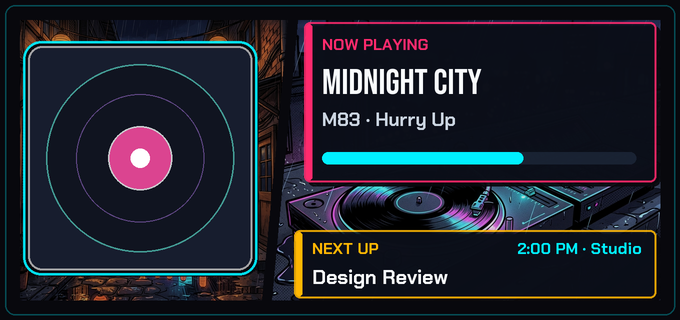 NOW PLAYING
MIDNIGHT CITY
M83 · Hurry Up
NEXT UP
2:00 PM · Studio
Design Review